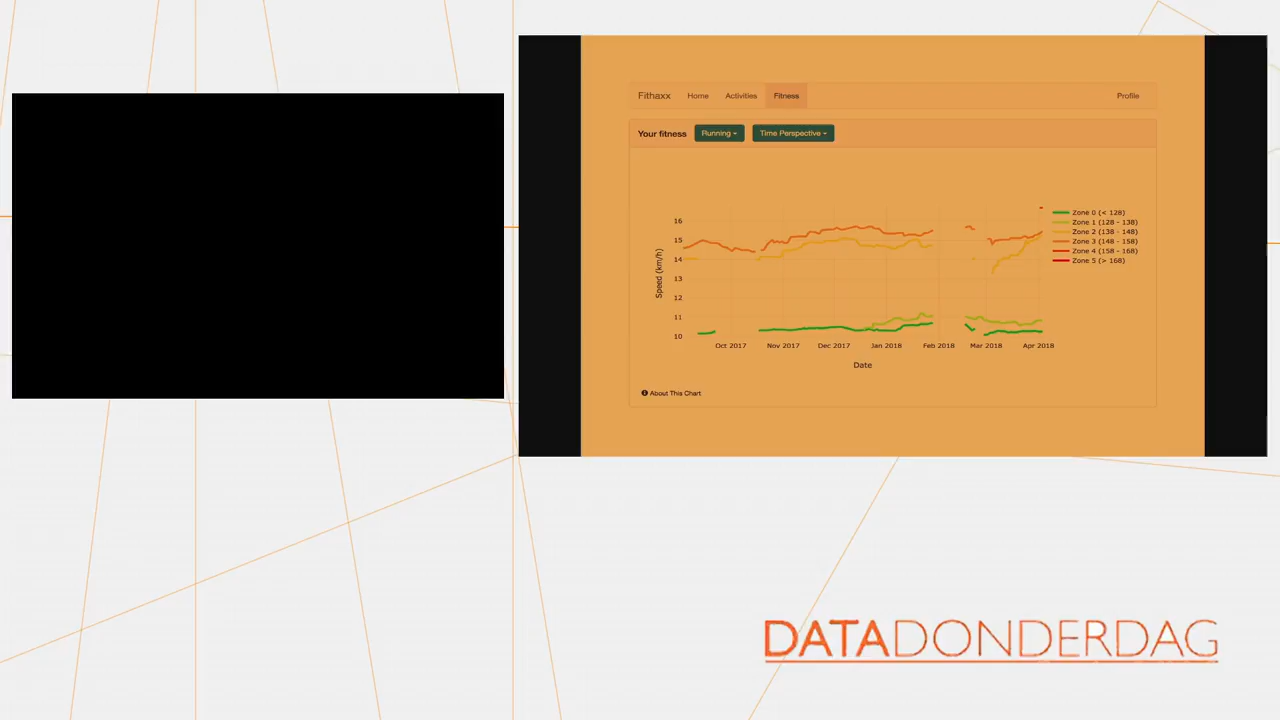 Fithaxx Home Activities Fitness Profile
Your fitness Running Time Perspective
16
15
14
13
12
11
10
Speed (km/h)
Oct 2017 Nov 2017 Dec 2017 Jan 2018 Feb 2018 Mar 2018 Apr 2018
Date
Zone 0 (< 128)
Zone 1 (128 - 138)
Zone 2 (138 - 148)
Zone 3 (148 - 158)
Zone 4 (158 - 168)
Zone 5 (> 168)
About This Chart
DATADONDERDAG